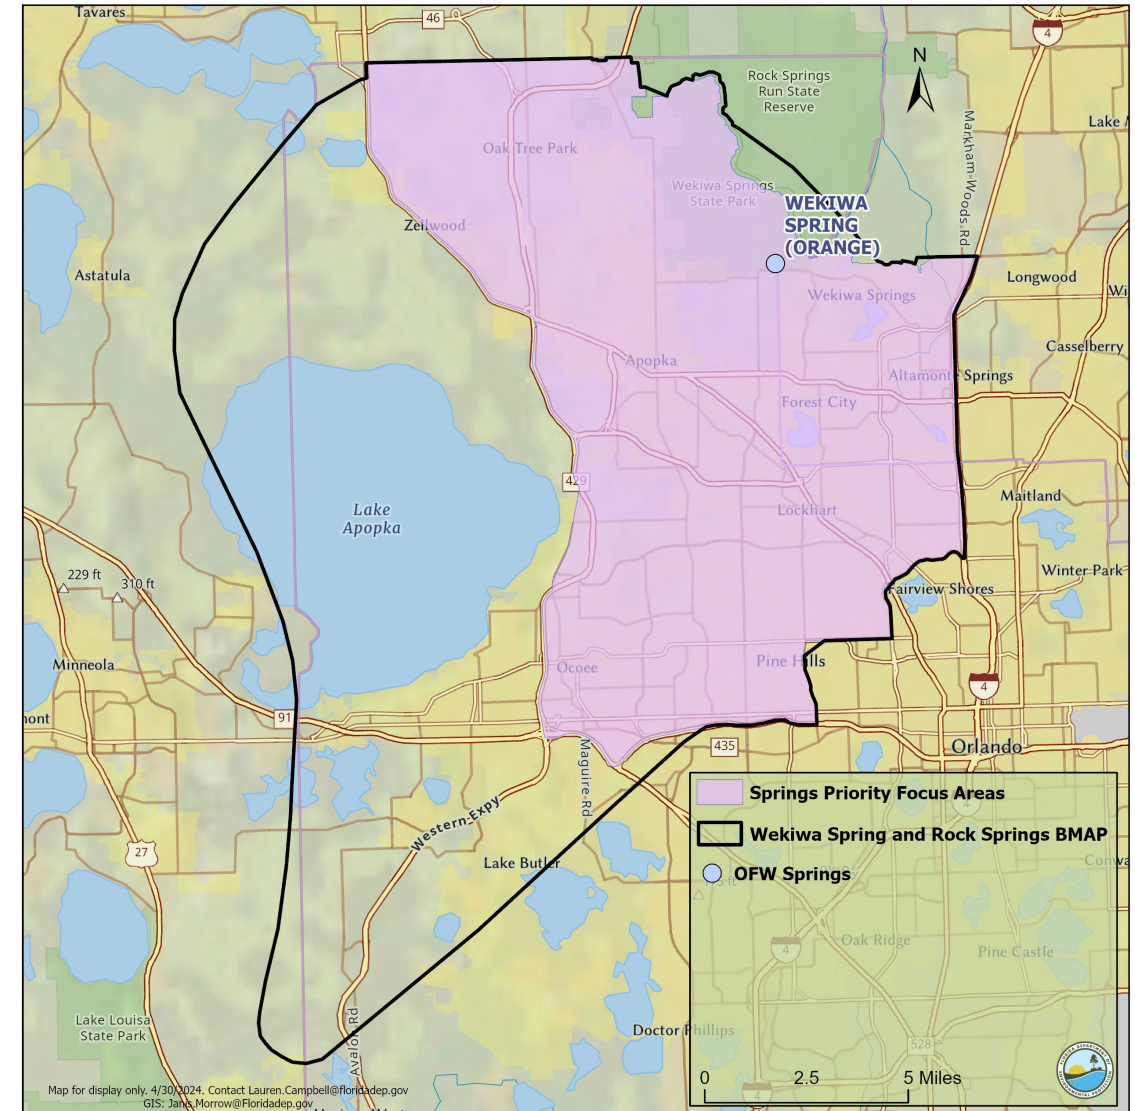 Tavares
46
4
N
Rock Springs
Run State
Reserve
Markham-Woods Rd
Oak Tree Park
Wekiwa Springs
State Park
WEKIWA
SPRING
(ORANGE)
Zellwood
Astatula
Longwood
Wekiwa Springs
Casselberry
Apopka
Altamonte Springs
Forest City
429
Maitland
Lake
Apopka
Lockhart
229 ft
310 ft
Winter Park
Fairview Shores
Minneola
Ocoee
Pine Hills
4
91
435
Orlando
Maguire Rd
Springs Priority Focus Areas
Western Expy
Wekiwa Spring and Rock Springs BMAP
27
Lake Butler
OFW Springs
Oak Ridge
4
Pine Castle
Lake Louisa
State Park
Avalon Rd
Doctor Phillips
528
0
2.5
5 Miles
Map for display only. 4/30/2024. Contact Lauren.Campbell@floridadep.gov
GIS: Janis.Morrow@Floridadep.gov
4